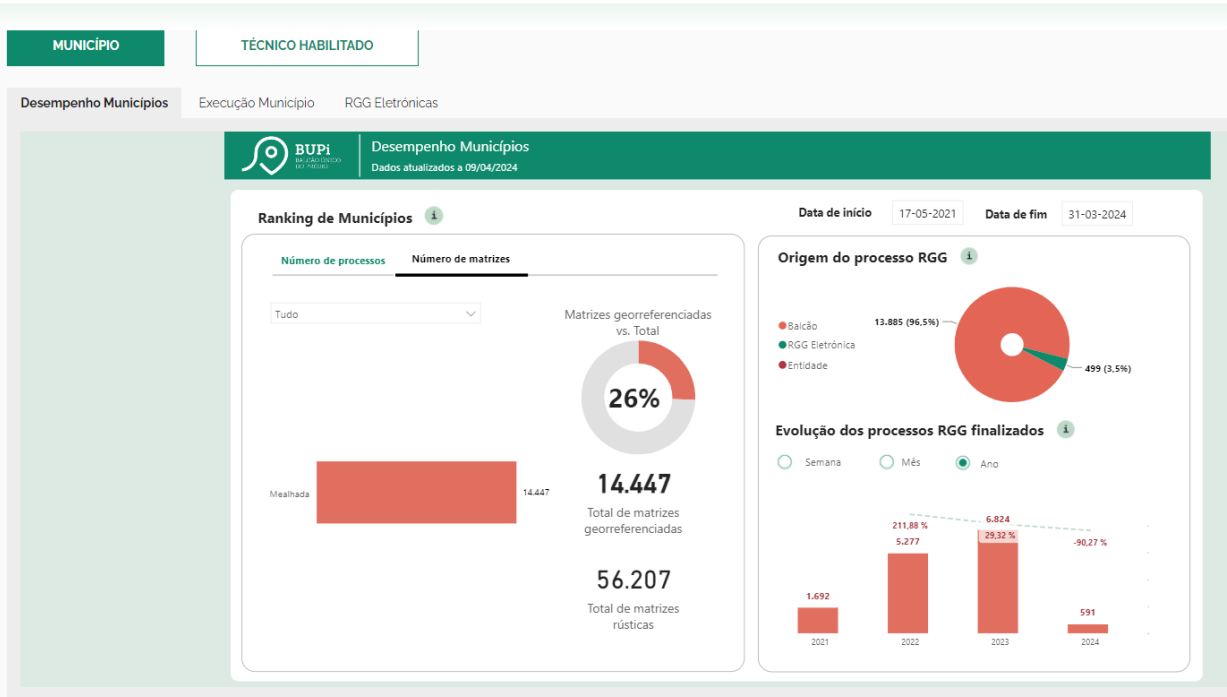 MUNICÍPIO
TÉCNICO HABILITADO
Desempenho Municípios
Execução Município
RGG Eletrónicas
BUPi
BALCÃO ÚNICO
DO PRÉDIO
Desempenho Municípios
Dados atualizados a 09/04/2024
Ranking de Municípios i
Data de início 17-05-2021 Data de fim 31-03-2024
Número de processos
Número de matrizes
Tudo
Matrizes georreferenciadas
vs. Total
26%
Mealhada
14.447
14.447
Total de matrizes
georreferenciadas
56.207
Total de matrizes
rústicas
Origem do processo RGG i
Balcão
RGG Eletrónica
Entidade
13.885 (96,5%)
499 (3,5%)
Evolução dos processos RGG finalizados i
Semana
Mês
Ano
1.692
211,88 %
5.277
6.824
29,32 %
-90,27 %
591
2021
2022
2023
2024